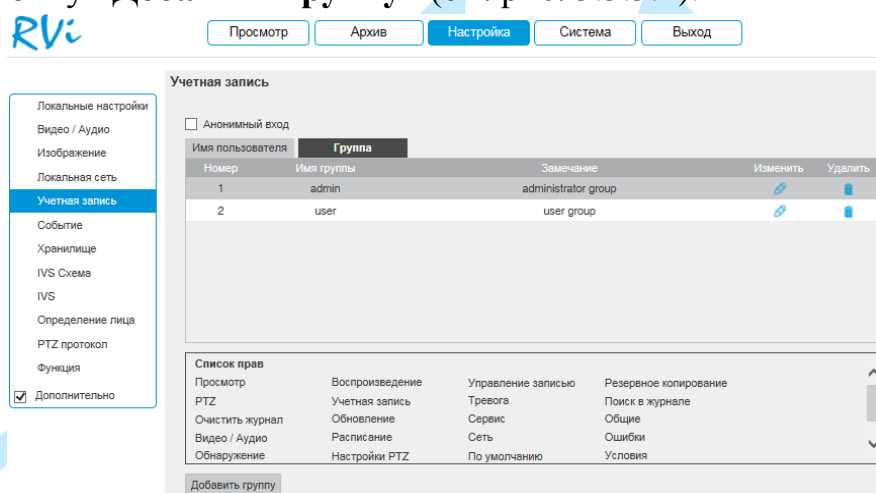 RVi
Просмотр Архив Настройка Система Выход
Учетная запись
Локальные настройки
Видео / Аудио
Изображение
Локальная сеть
Учетная запись
Событие
Хранилище
IVS Схема
IVS
Определение лица
PTZ протокол
Функция
Дополнительно
Анонимный вход
Имя пользователя Группа
Номер Имя группы Замечание Изменить Удалить
1 admin administrator group
2 user user group
Список прав
Просмотр Воспроизведение Управление записью Резервное копирование
PTZ Учетная запись Тревога Поиск в журнале
Очистить журнал Обновление Сервис Общие
Видео / Аудио Расписание Сеть Ошибки
Обнаружение Настройки PTZ По умолчанию Условия
Добавить группу